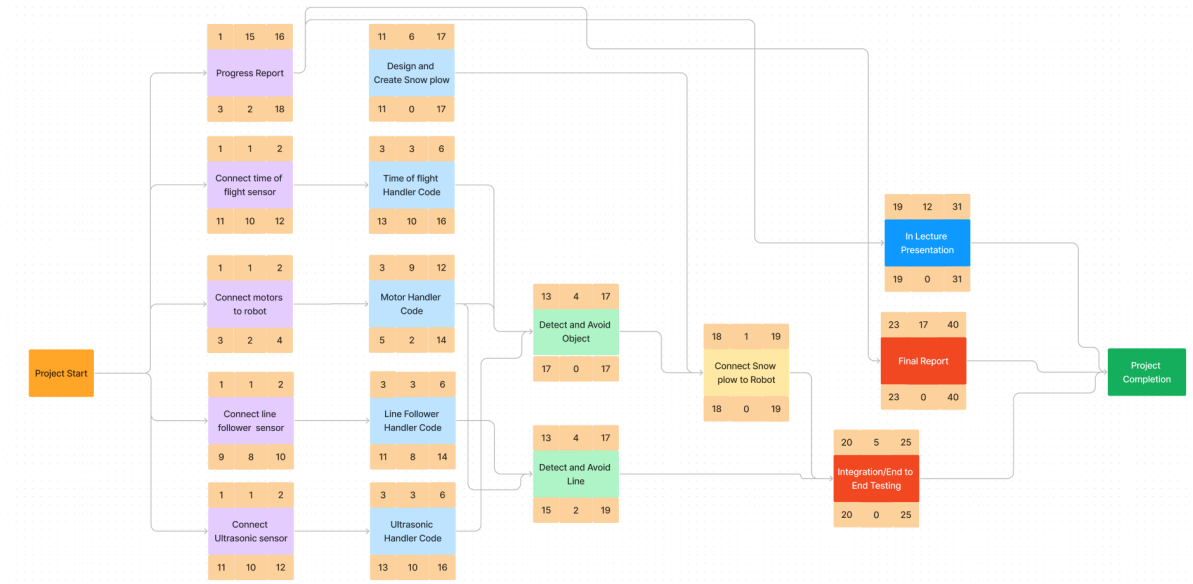 1 15 16
Progress Report
3 2 18
11 6 17
Design and
Create Snow plow
11 0 17
1 1 2
Connect time of
flight sensor
11 10 12
3 3 6
Time of flight
Handler Code
13 10 16
1 1 2
Connect motors
to robot
3 2 4
3 9 12
Motor Handler
Code
5 2 14
Project Start
1 1 2
Connect line
follower sensor
9 8 10
3 3 6
Line Follower
Handler Code
11 8 14
1 1 2
Connect
Ultrasonic sensor
11 10 12
3 3 6
Ultrasonic
Handler Code
13 10 16
13 4 17
Detect and Avoid
Object
17 0 17
13 4 17
Detect and Avoid
Line
15 2 19
18 1 19
Connect Snow
plow to Robot
18 0 19
19 12 31
In Lecture
Presentation
19 0 31
23 17 40
Final Report
23 0 40
20 5 25
Integration/End to
End Testing
20 0 25
Project
Completion